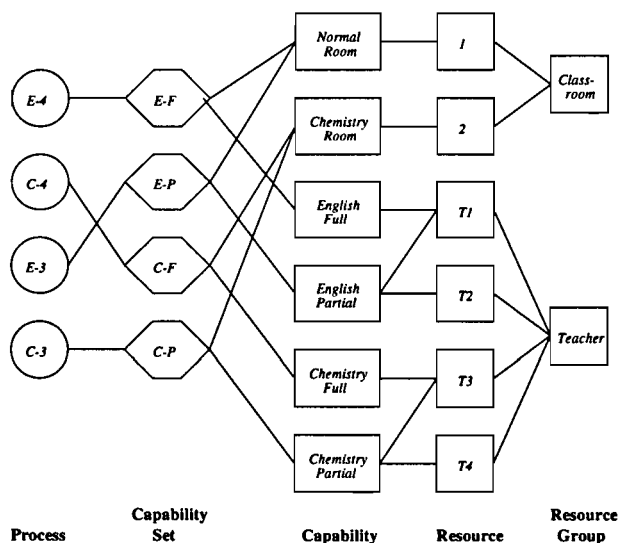 E-4
C-4
E-3
C-3
E-F
E-P
C-F
C-P
Normal
Room
Chemistry
Room
English
Full
English
Partial
Chemistry
Full
Chemistry
Partial
1
2
T1
T2
T3
T4
Class-
room
Teacher
Process
Capability
Set
Capability
Resource
Resource
Group